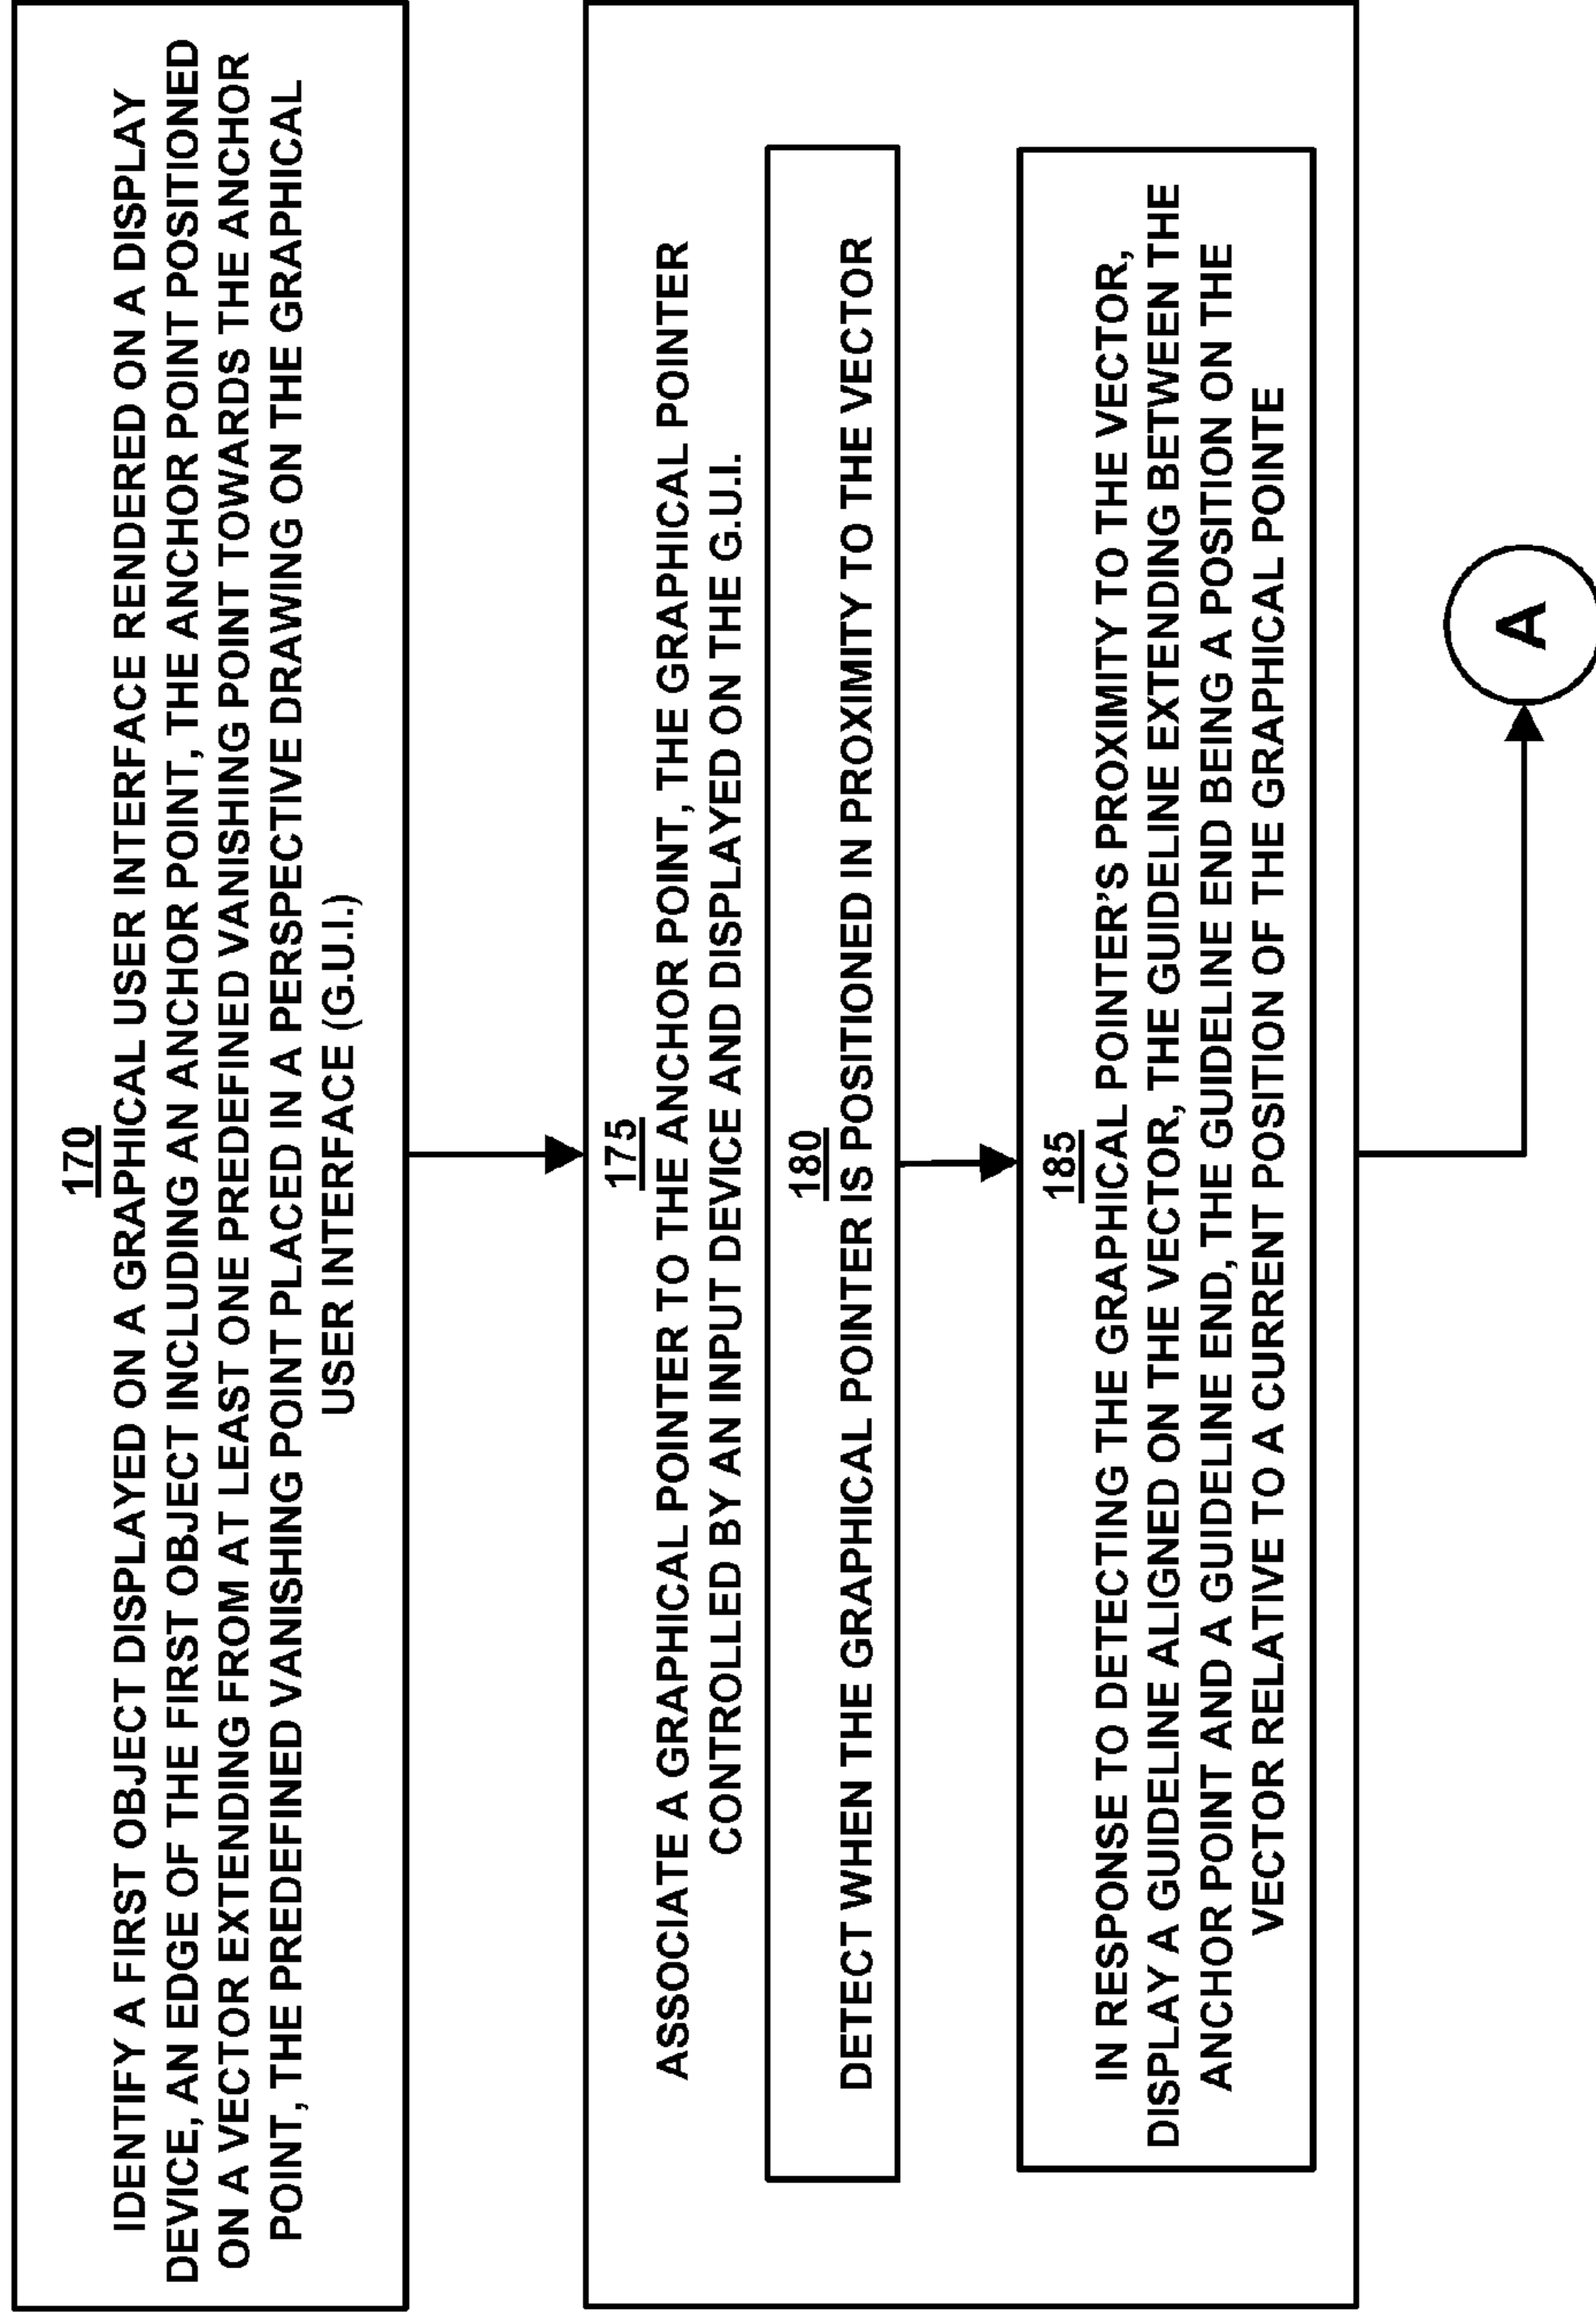 170
IDENTIFY A FIRST OBJECT DISPLAYED ON A GRAPHICAL USER INTERFACE RENDERED ON A DISPLAY
DEVICE, AN EDGE OF THE FIRST OBJECT INCLUDING AN ANCHOR POINT, THE ANCHOR POINT POSITIONED
ON A VECTOR EXTENDING FROM AT LEAST ONE PREDEFINED VANISHING POINT TOWARDS THE ANCHOR
POINT, THE PREDEFINED VANISHING POINT PLACED IN A PERSPECTIVE DRAWING ON THE GRAPHICAL
USER INTERFACE (G.U.I.)
175
ASSOCIATE A GRAPHICAL POINTER TO THE ANCHOR POINT, THE GRAPHICAL POINTER
CONTROLLED BY AN INPUT DEVICE AND DISPLAYED ON THE G.U.I.
180
DETECT WHEN THE GRAPHICAL POINTER IS POSITIONED IN PROXIMITY TO THE VECTOR
185
IN RESPONSE TO DETECTING THE GRAPHICAL POINTER'S PROXIMITY TO THE VECTOR,
DISPLAY A GUIDELINE ALIGNED ON THE VECTOR, THE GUIDELINE EXTENDING BETWEEN THE
ANCHOR POINT AND A GUIDELINE END, THE GUIDELINE END BEING A POSITION ON THE
VECTOR RELATIVE TO A CURRENT POSITION OF THE GRAPHICAL POINTE
A